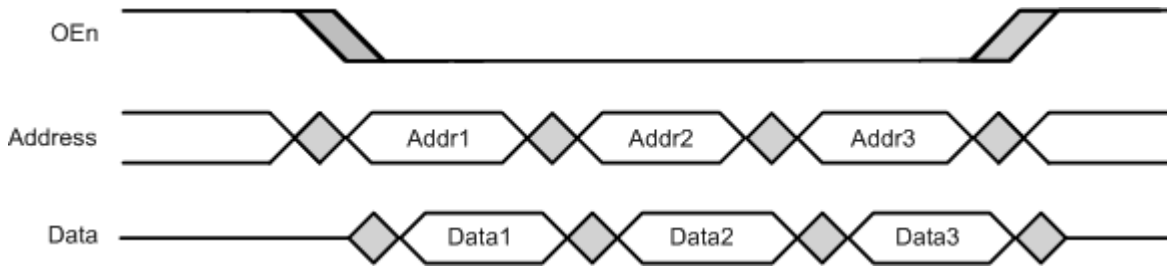 OEn
Address Addr1 Addr2 Addr3
Data Data1 Data2 Data3